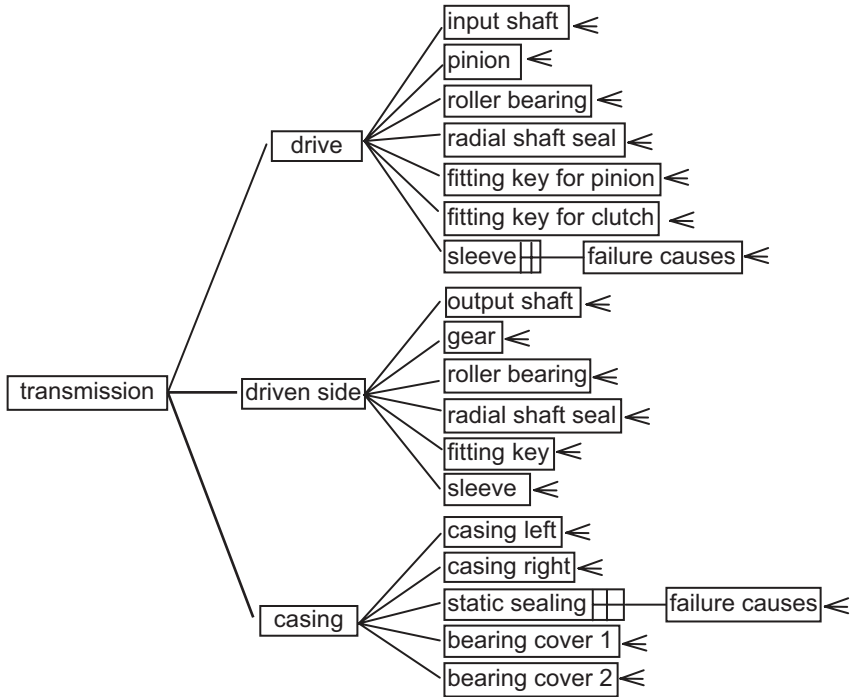 input shaft
pinion
roller bearing
drive
radial shaft seal
fitting key for pinion
fitting key for clutch
sleeve
failure causes
output shaft
gear
roller bearing
transmission
driven side
radial shaft seal
fitting key
sleeve
casing left
casing right
static sealing
failure causes
casing
bearing cover 1
bearing cover 2